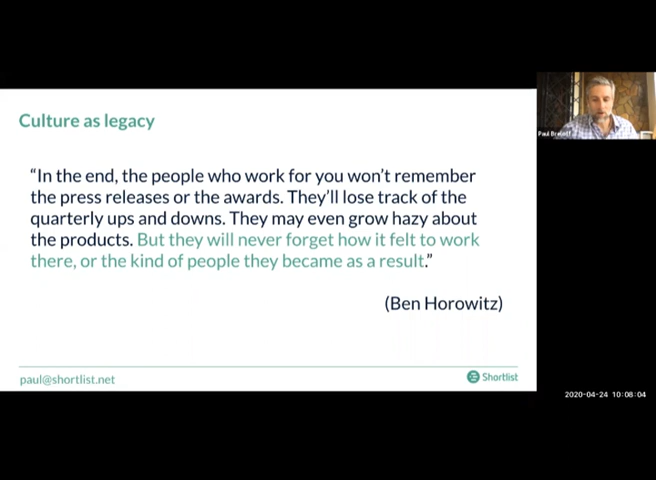 Culture as legacy
“In the end, the people who work for you won’t remember
the press releases or the awards. They’ll lose track of the
quarterly ups and downs. They may even grow hazy about
the products. But they will never forget how it felt to work
there, or the kind of people they became as a result.”
(Ben Horowitz)
paul@shortlist.net
Shortlist
Paul
2020-04-24 10:08:04